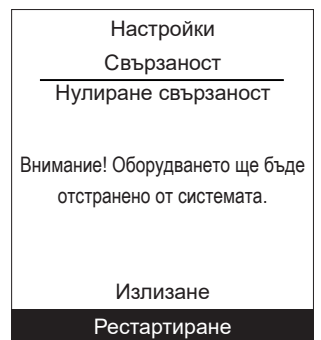 Настройки
Свързаност
Нулиране свързаност
Внимание! Оборудването ще бъде
отстранено от системата.
Излизане
Рестартиране